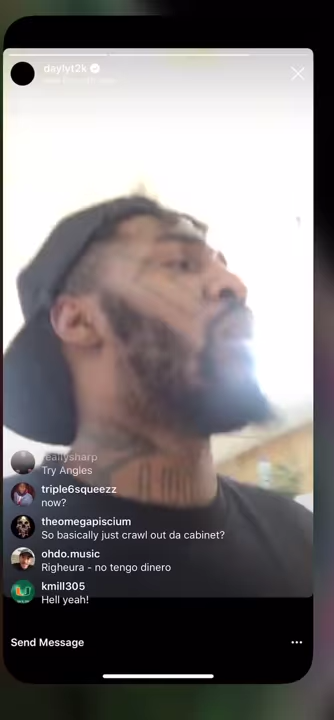 daylyt2k
reallysharp
Try Angles
triple6squeezz
now?
theomegapiscium
So basically just crawl out da cabinet?
ohdo.music
Righeura - no tengo dinero
kmill305
Hell yeah!
Send Message